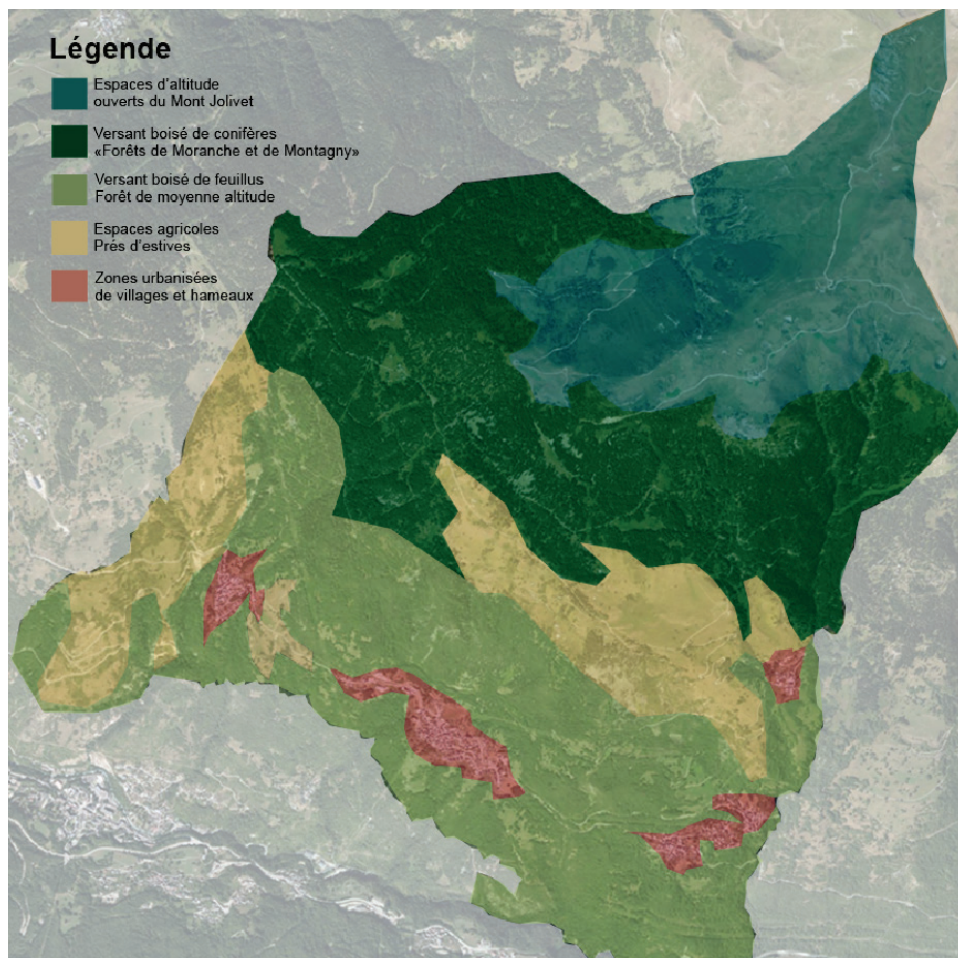 Légende
Espaces d'altitude
ouverts du Mont Jolivet
Versant boisé de conifères
«Forêts de Moranche et de Montagny»
Versant boisé de feuillus
Forêt de moyenne altitude
Espaces agricoles
Prés d'estives
Zones urbanisées
de villages et hameaux